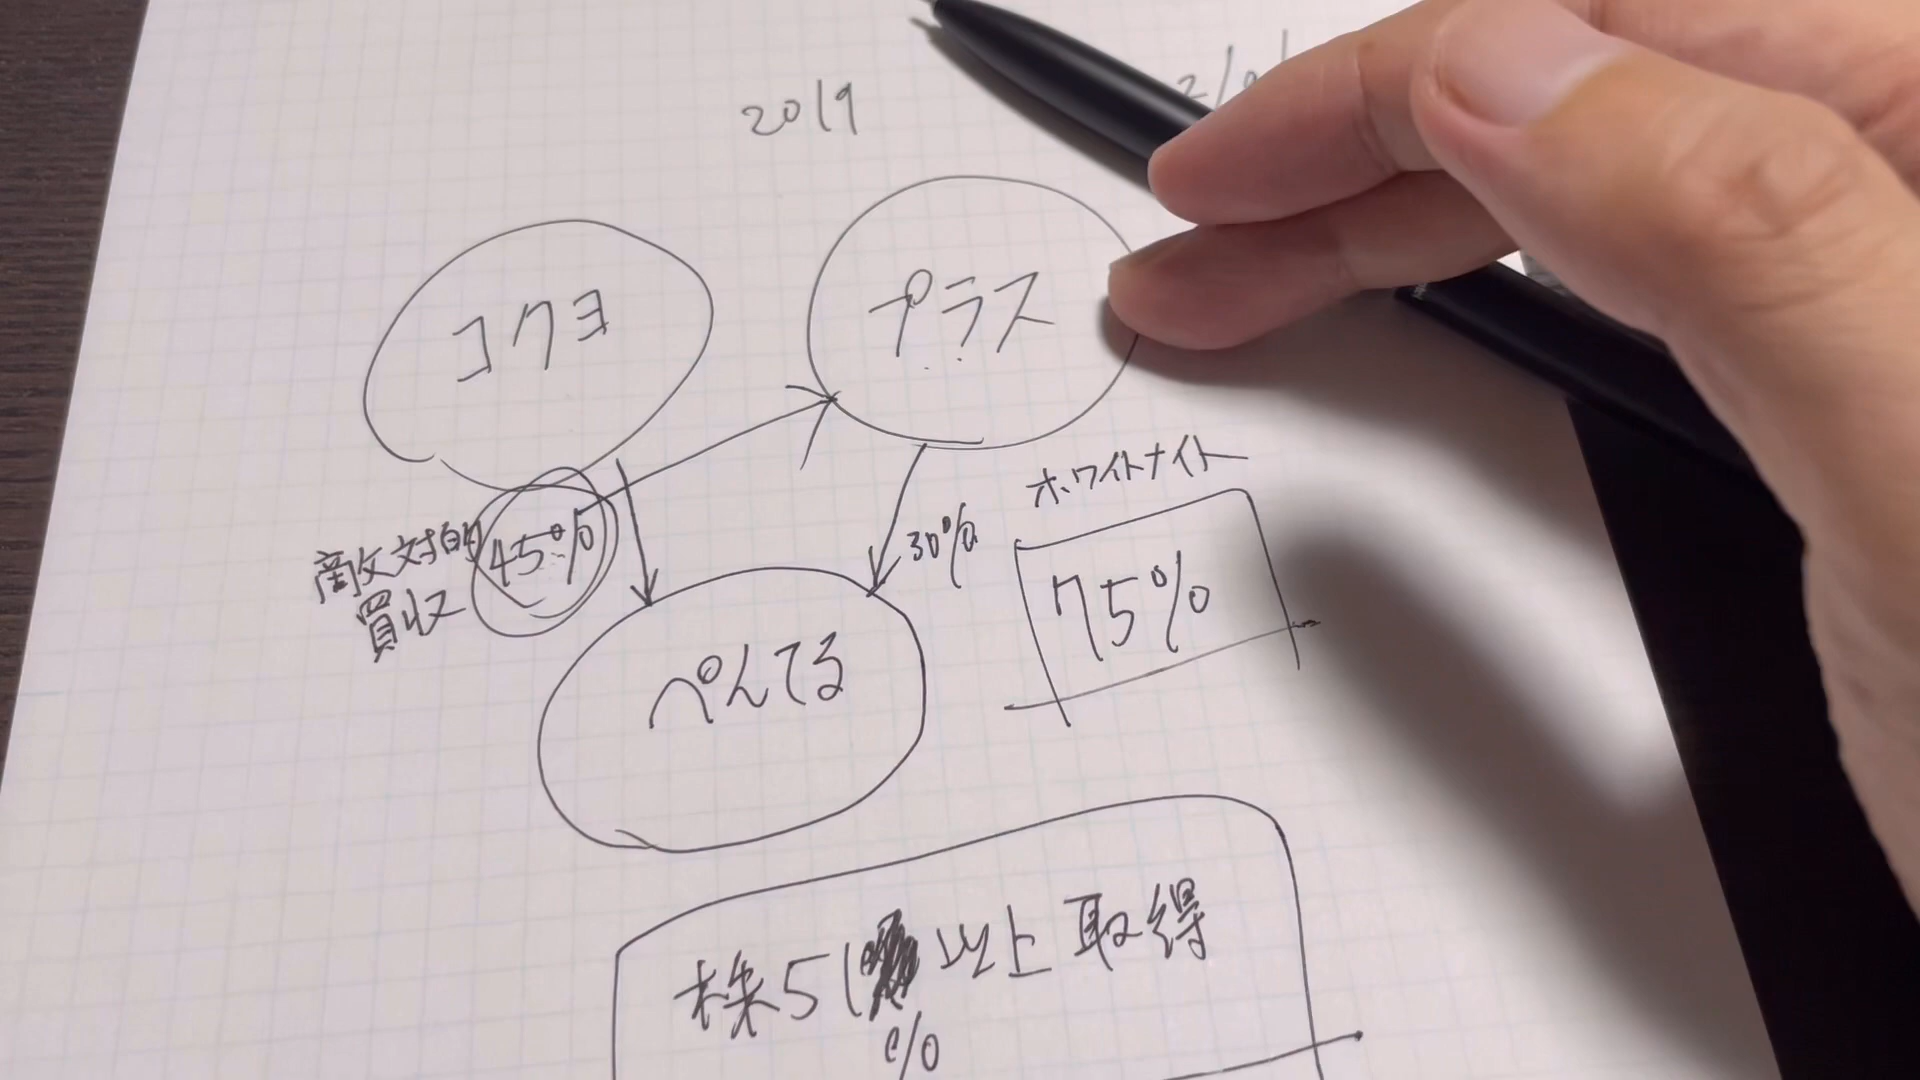 2019
コクヨ
プラス
ホワイトナイト
敵対的
買収
45%
30%
75%
ぺんてる
株51 以上取得
%